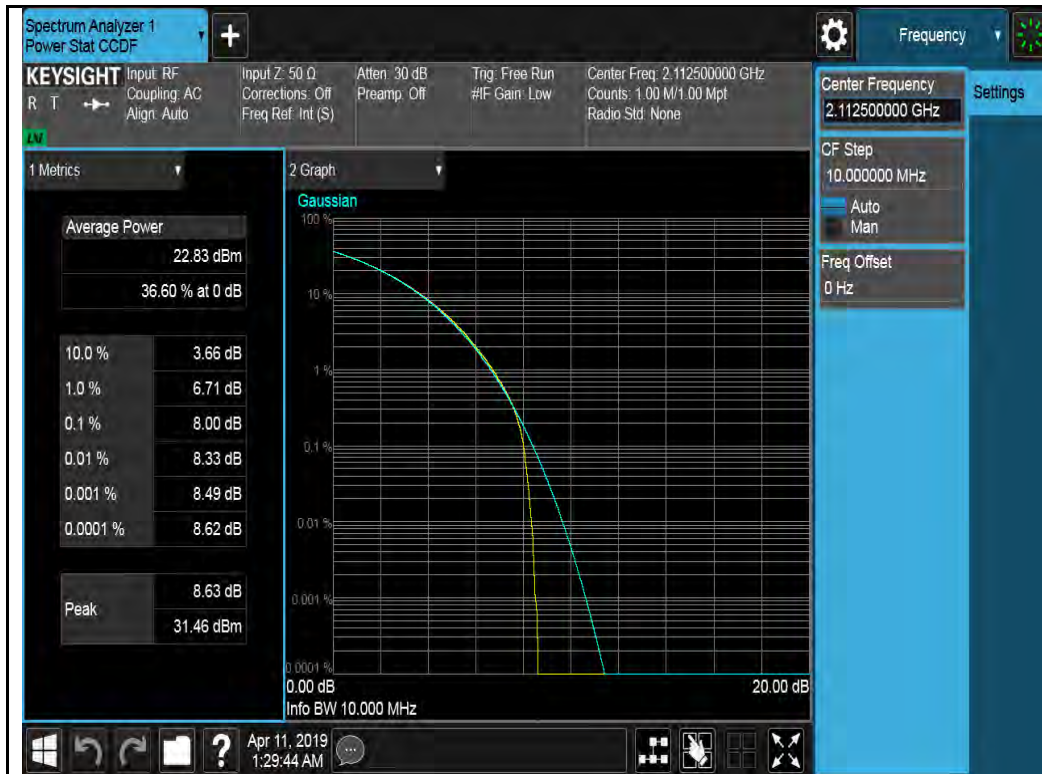 Spectrum Analyzer 1
Power Stat CCDF
+
Frequency
KEYSIGHT
R T
LXI
Input: RF
Coupling: AC
Align: Auto
Input Z: 50 Ω
Corrections: Off
Freq Ref: Int (S)
Atten: 30 dB
Preamp: Off
Trig: Free Run
#IF Gain: Low
Center Freq: 2.112500000 GHz
Counts: 1.00 M/1.00 Mpt
Radio Std: None
Center Frequency
2.112500000 GHz
Settings
CF Step
10.000000 MHz
Auto
Man
Freq Offset
0 Hz
1 Metrics
Average Power
22.83 dBm
36.60 % at 0 dB
10.0 % 3.66 dB
1.0 % 6.71 dB
0.1 % 8.00 dB
0.01 % 8.33 dB
0.001 % 8.49 dB
0.0001 % 8.62 dB
Peak
8.63 dB
31.46 dBm
2 Graph
Gaussian
100 %
10 %
1 %
0.1 %
0.01 %
0.001 %
0.0001 %
0.00 dB 20.00 dB
Info BW 10.000 MHz
?
Apr 11, 2019
1:29:44 AM